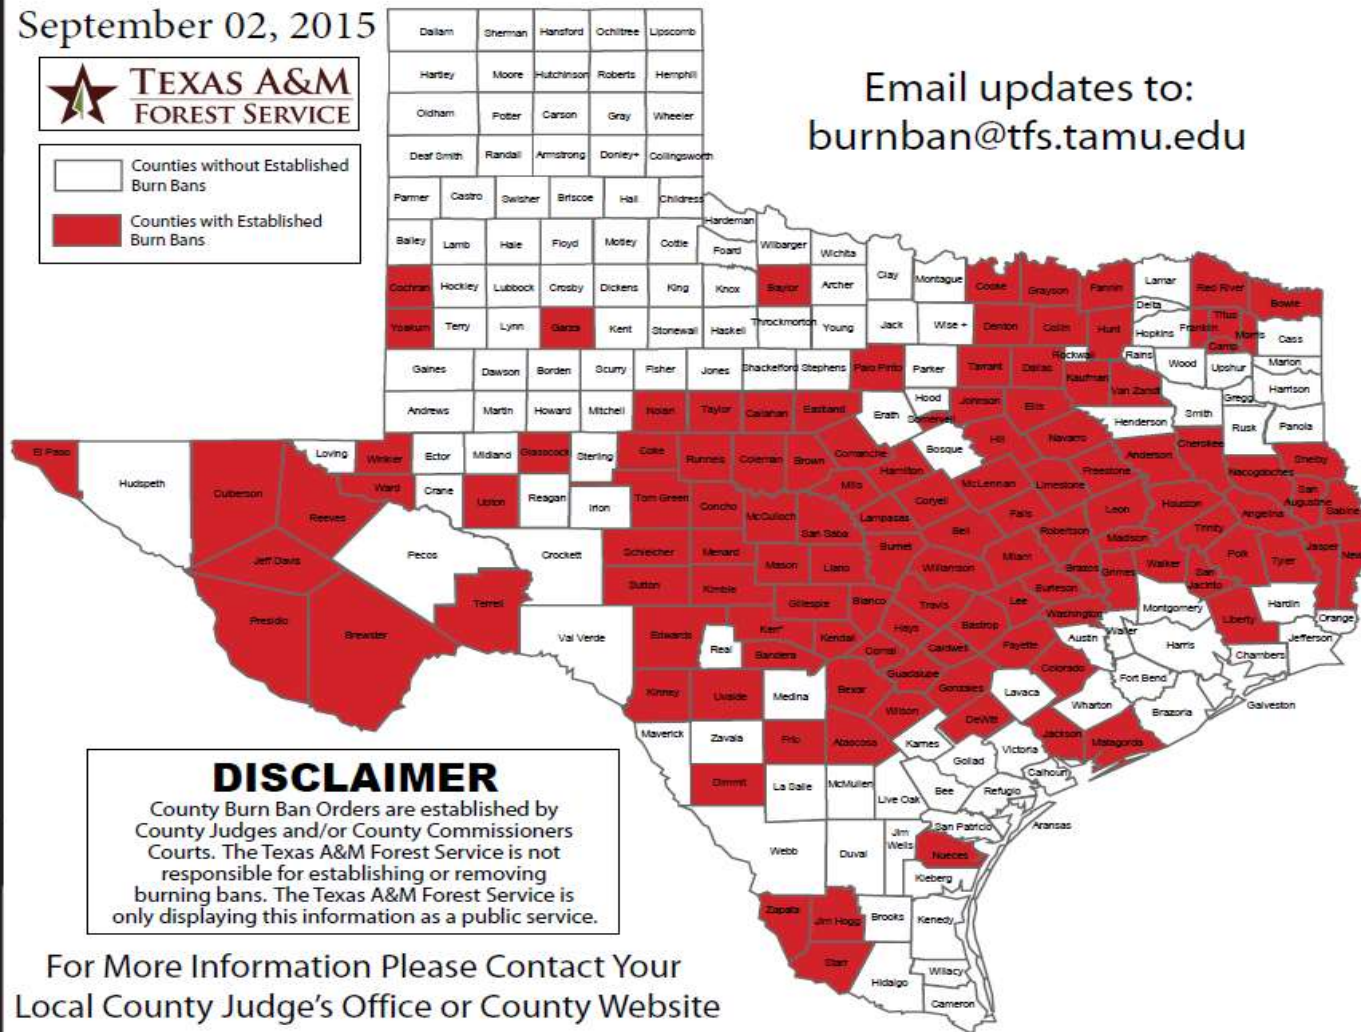 September 02, 2015
TEXAS A&M
FOREST SERVICE
Counties without Established
Burn Bans
Counties with Established
Burn Bans
Email updates to:
burnban@tfs.tamu.edu
Dallam Sherman Hansford Ochiltree Lipscomb
Hartley Moore Hutchinson Roberts Hemphill
Oldham Potter Carson Gray Wheeler
Deaf Smith Randall Armstrong Donley+ Collingsworth
Parmer Castro Swisher Briscoe Hall Childress
Hardeman
Bailey Lamb Hale Floyd Motley Cottle Foard Wilbarger Wichita
Clay Montague Cooke Grayson Fannin Lamar Red River Bowie
Cochran Hockley Lubbock Crosby Dickens King Knox Baylor Archer
Delta Titus
Yoakum Terry Lynn Garza Kent Stonewall Haskell Throckmorton Young Jack Wise + Denton Collin Hunt Hopkins Franklin Morris Cass
Camp
Rockwall Rains
Gaines Dawson Borden Scurry Fisher Jones Shackelford Stephens Palo Pinto Parker Tarrant Dallas Kaufman Van Zandt Wood Upshur Marion
Harrison
Gregg
Andrews Martin Howard Mitchell Nolan Taylor Callahan Eastland Erath Hood Johnson Ellis Henderson Smith Rusk Panola
Somervell
El Paso Hudspeth Culberson Loving Winkler Ector Midland Glasscock Sterling Coke Runnels Coleman Brown Comanche Bosque Hill Navarro Anderson Cherokee Shelby
Hamilton Freestone Nacogdoches
Reeves Ward Crane Upton Reagan Irion Tom Green Concho McCulloch Mills Coryell McLennan Limestone Leon Houston Angelina San
Augustine Sabine
San Saba Lampasas Bell Falls Robertson Madison Trinity
Jeff Davis Pecos Crockett Schleicher Menard Mason Llano Burnet Williamson Milam Brazos Grimes Walker San
Jacinto Polk Tyler Jasper New
Presidio Brewster Terrell Sutton Kimble Gillespie Blanco Travis Lee Burleson Washington Montgomery Liberty Hardin Orange
Val Verde Edwards Real Kerr* Bandera Kendall Hays Comal Caldwell Bastrop Fayette Austin Waller Harris Chambers Jefferson
Kinney Uvalde Medina Bexar Guadalupe Gonzales Lavaca Colorado Fort Bend
Wilson DeWitt Wharton Brazoria Galveston
Maverick Zavala Frio Atascosa Karnes Goliad Victoria Jackson Matagorda
Dimmit La Salle McMullen Live Oak Bee Refugio Calhoun
San Patricio Aransas
Webb Duval Jim
Wells Nueces
Kleberg
Zapata Jim Hogg Brooks Kenedy
Starr Hidalgo Willacy
Cameron
DISCLAIMER
County Burn Ban Orders are established by
County Judges and/or County Commissioners
Courts. The Texas A&M Forest Service is not
responsible for establishing or removing
burning bans. The Texas A&M Forest Service is
only displaying this information as a public service.
For More Information Please Contact Your
Local County Judge's Office or County Website